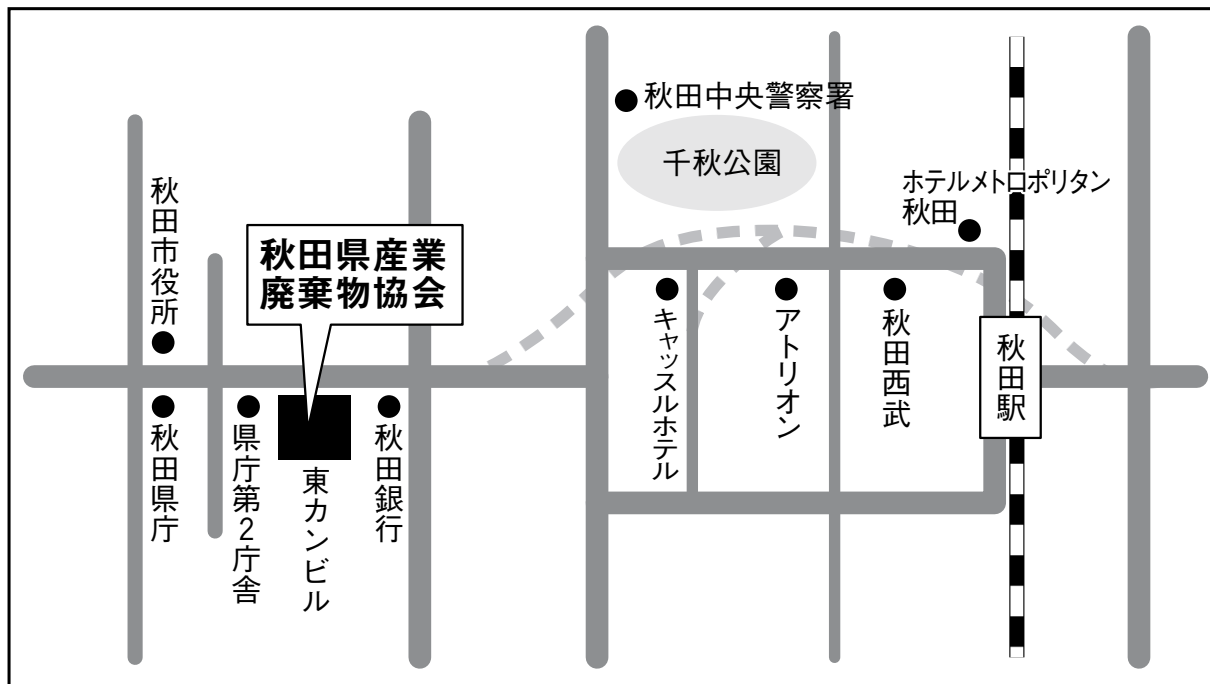 秋田中央警察署
千秋公園
ホテルメトロポリタン
秋田
秋田市役所
秋田県産業
廃棄物協会
キャッスルホテル
アトリオン
秋田西武
秋田駅
秋田県庁
県庁第2庁舎
東カンビル
秋田銀行